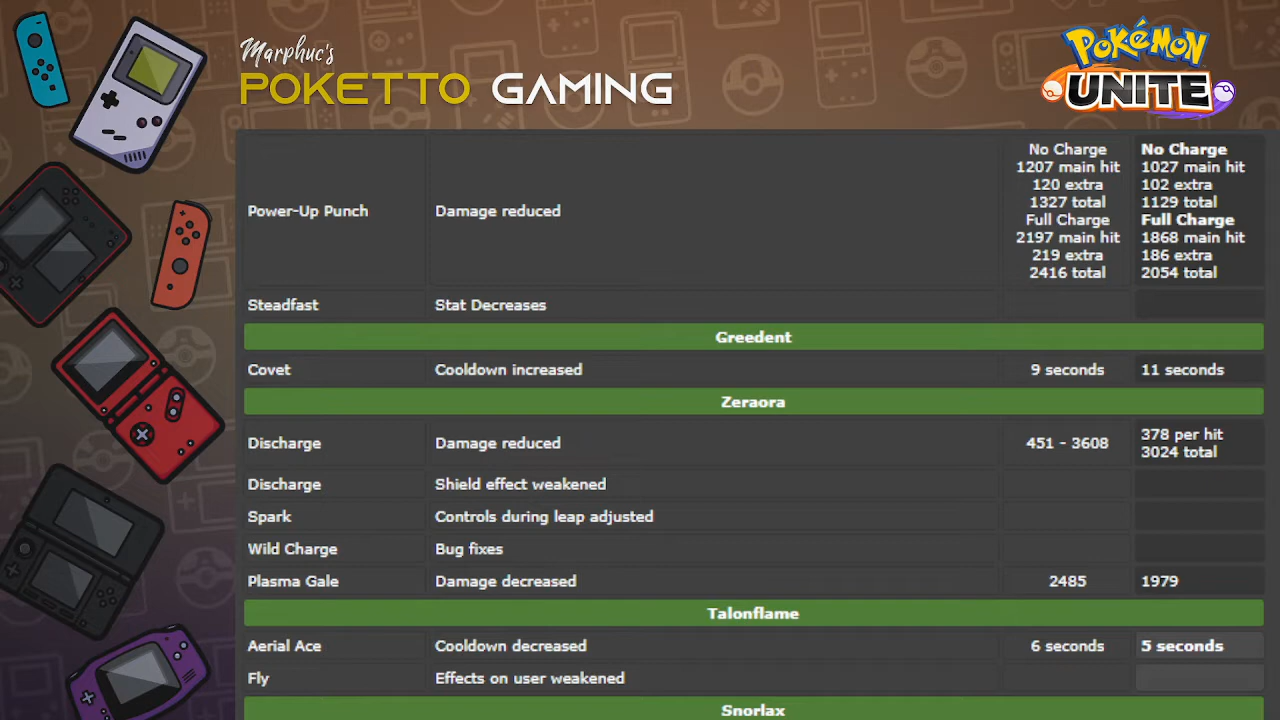 Marphuc's
POKETTO GAMING
POKÉMON
UNITE
Power-Up Punch
Damage reduced
No Charge
1207 main hit
120 extra
1327 total
Full Charge
2197 main hit
219 extra
2416 total
No Charge
1027 main hit
102 extra
1129 total
Full Charge
1868 main hit
186 extra
2054 total
Steadfast Stat Decreases
Greedent
Covet Cooldown increased 9 seconds 11 seconds
Zeraora
Discharge Damage reduced 451 - 3608
378 per hit
3024 total
Discharge Shield effect weakened
Spark Controls during leap adjusted
Wild Charge Bug fixes
Plasma Gale Damage decreased 2485 1979
Talonflame
Aerial Ace Cooldown decreased 6 seconds 5 seconds
Fly Effects on user weakened
Snorlax